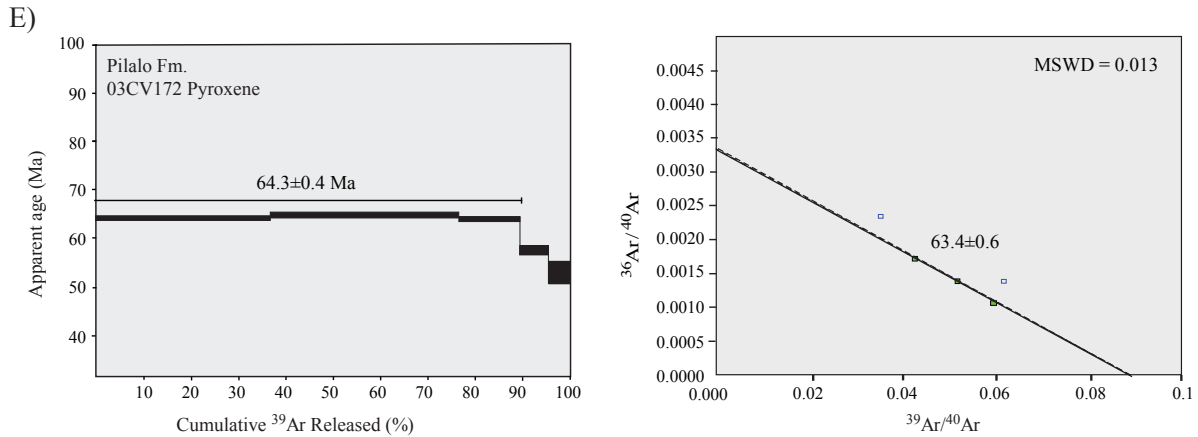 E)
Pilalo Fm.
03CV172 Pyroxene
64.3±0.4 Ma
Apparent age (Ma)
100
90
80
70
60
50
40
10 20 30 40 50 60 70 80 90 100
Cumulative ³⁹Ar Released (%)
MSWD = 0.013
63.4±0.6
³⁶Ar/⁴⁰Ar
0.0045
0.0040
0.0035
0.0030
0.0025
0.0020
0.0015
0.0010
0.0005
0.0000
0.000 0.02 0.04 0.06 0.08 0.1
³⁹Ar/⁴⁰Ar